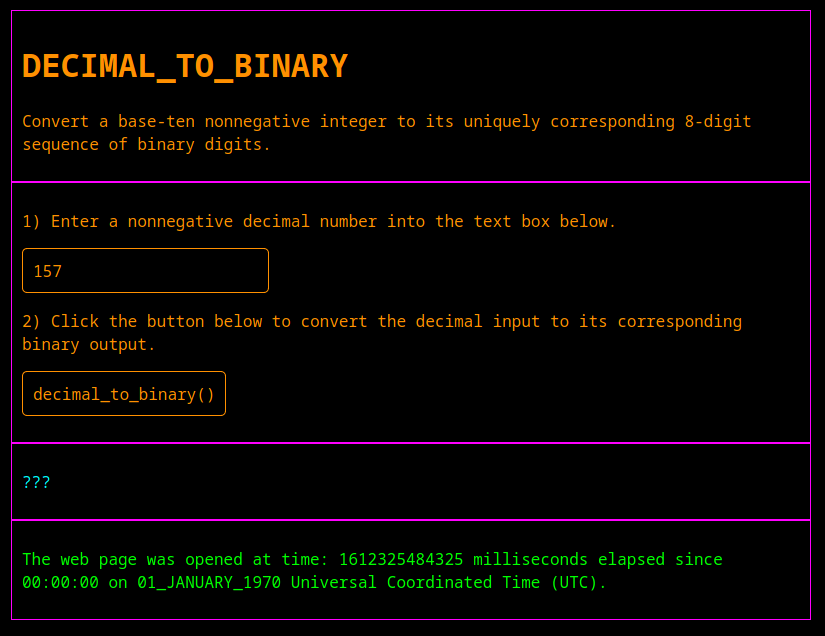 DECIMAL_TO_BINARY
Convert a base-ten nonnegative integer to its uniquely corresponding 8-digit
sequence of binary digits.
1) Enter a nonnegative decimal number into the text box below.
157
2) Click the button below to convert the decimal input to its corresponding
binary output.
decimal_to_binary()
???
The web page was opened at time: 1612325484325 milliseconds elapsed since
00:00:00 on 01_JANUARY_1970 Universal Coordinated Time (UTC).